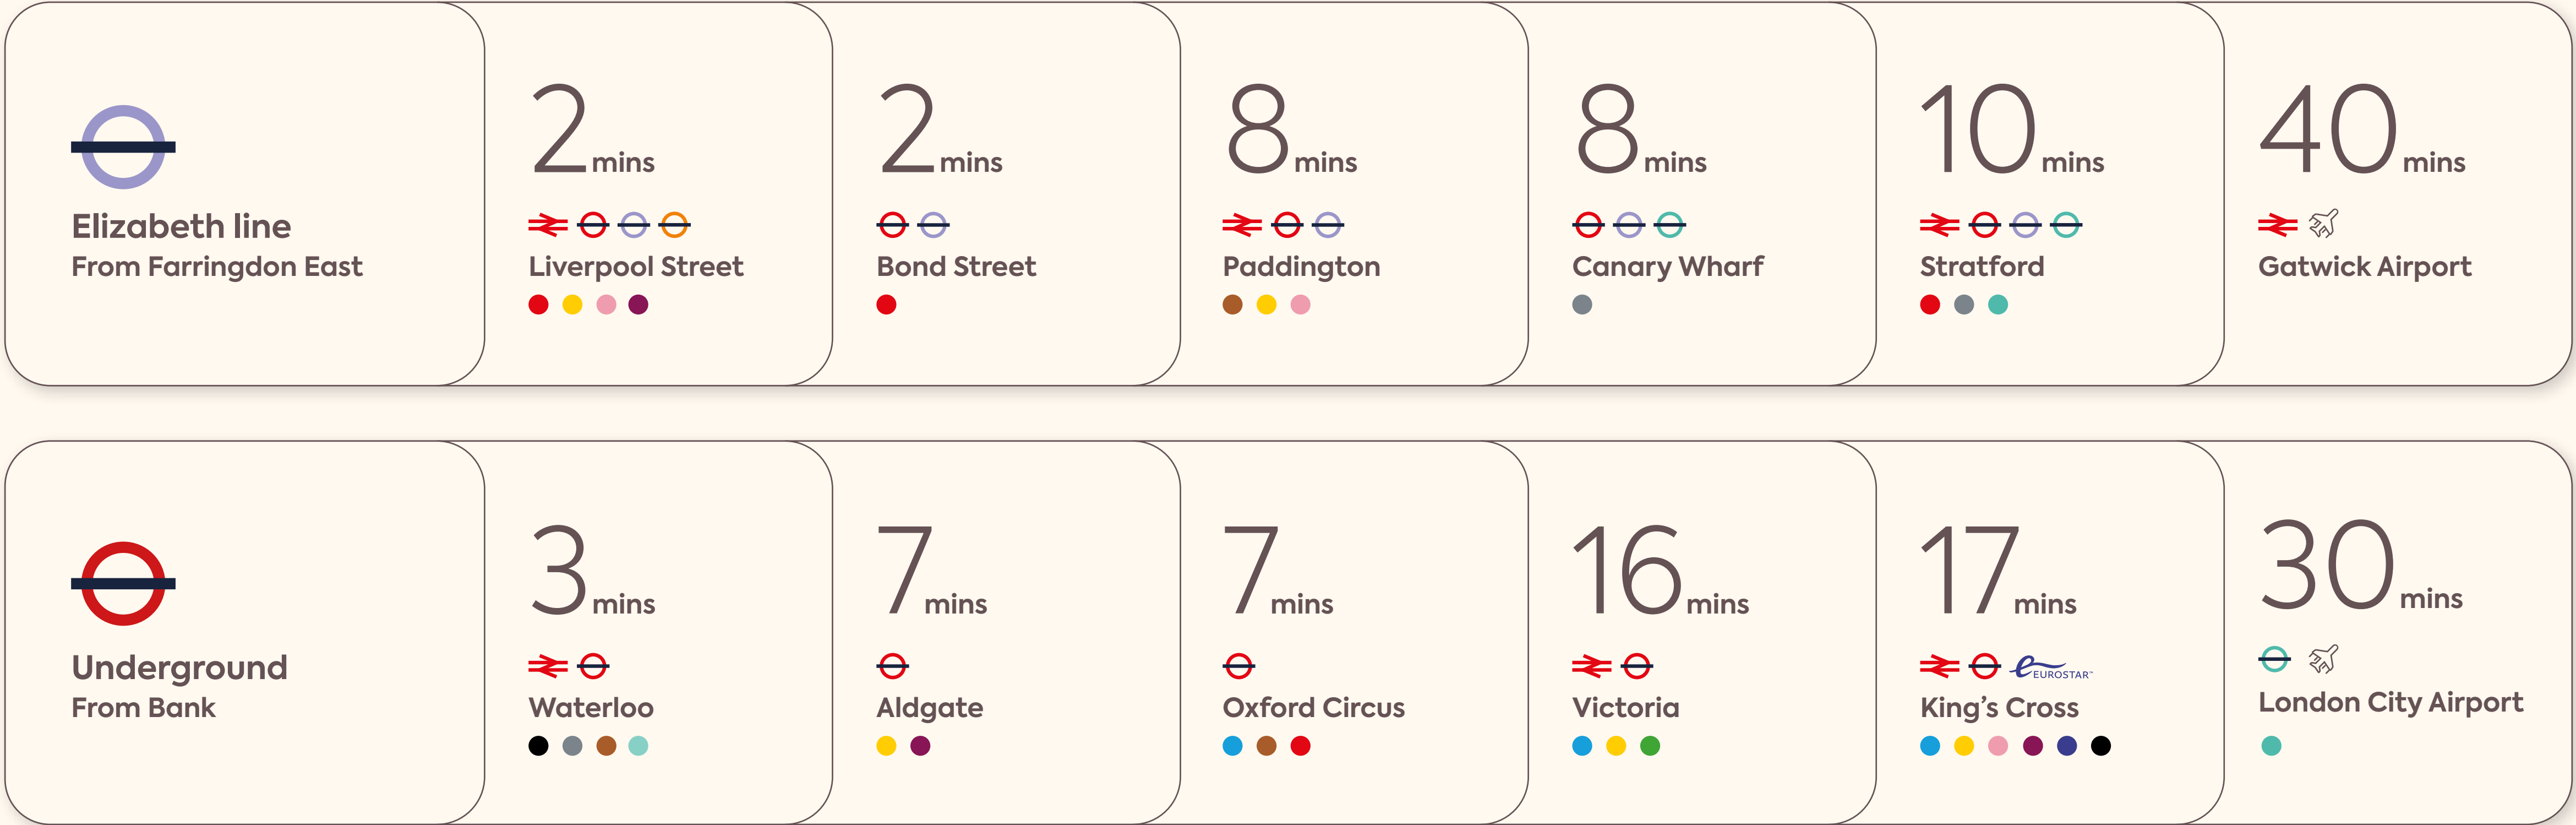 Elizabeth line
From Farringdon East
2 mins
Liverpool Street
2 mins
Bond Street
8 mins
Paddington
8 mins
Canary Wharf
10 mins
Stratford
40 mins
Gatwick Airport
Underground
From Bank
3 mins
Waterloo
7 mins
Aldgate
7 mins
Oxford Circus
16 mins
Victoria
17 mins
eEUROSTAR™
King’s Cross
30 mins
London City Airport